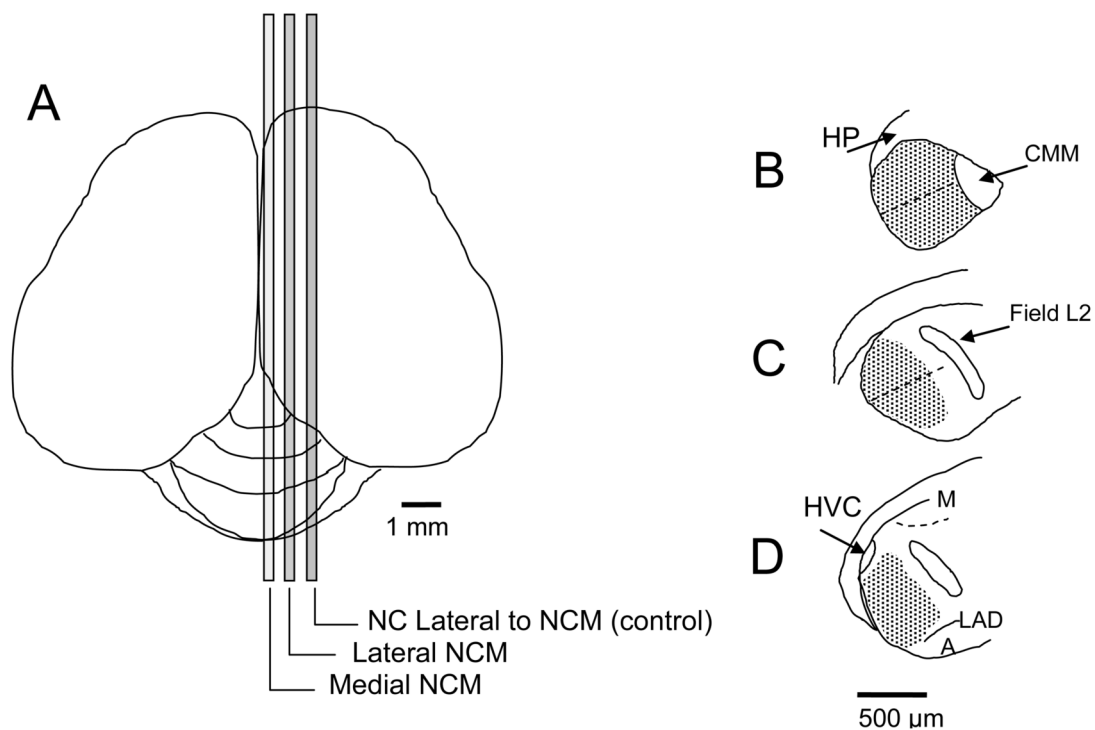 A
1 mm
NC Lateral to NCM (control)
Lateral NCM
Medial NCM
B
HP
CMM
C
Field L2
D
HVC
M
LAD
A
500 μm